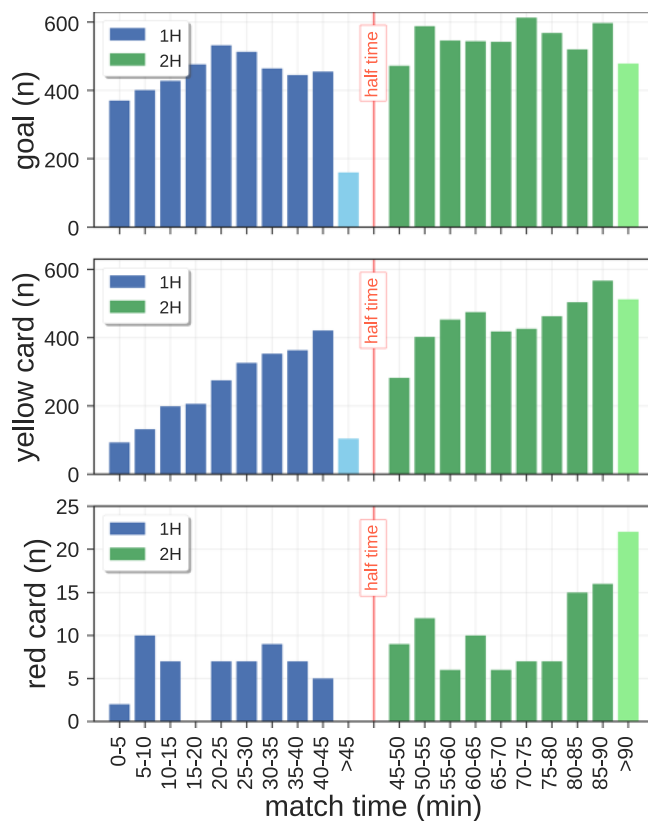 goal (n)
600
400
200
0
1H
2H
half time
yellow card (n)
600
400
200
0
1H
2H
half time
red card (n)
25
20
15
10
5
0
1H
2H
half time
0-5
5-10
10-15
15-20
20-25
25-30
30-35
35-40
40-45
>45
45-50
50-55
55-60
60-65
65-70
70-75
75-80
80-85
85-90
>90
match time (min)